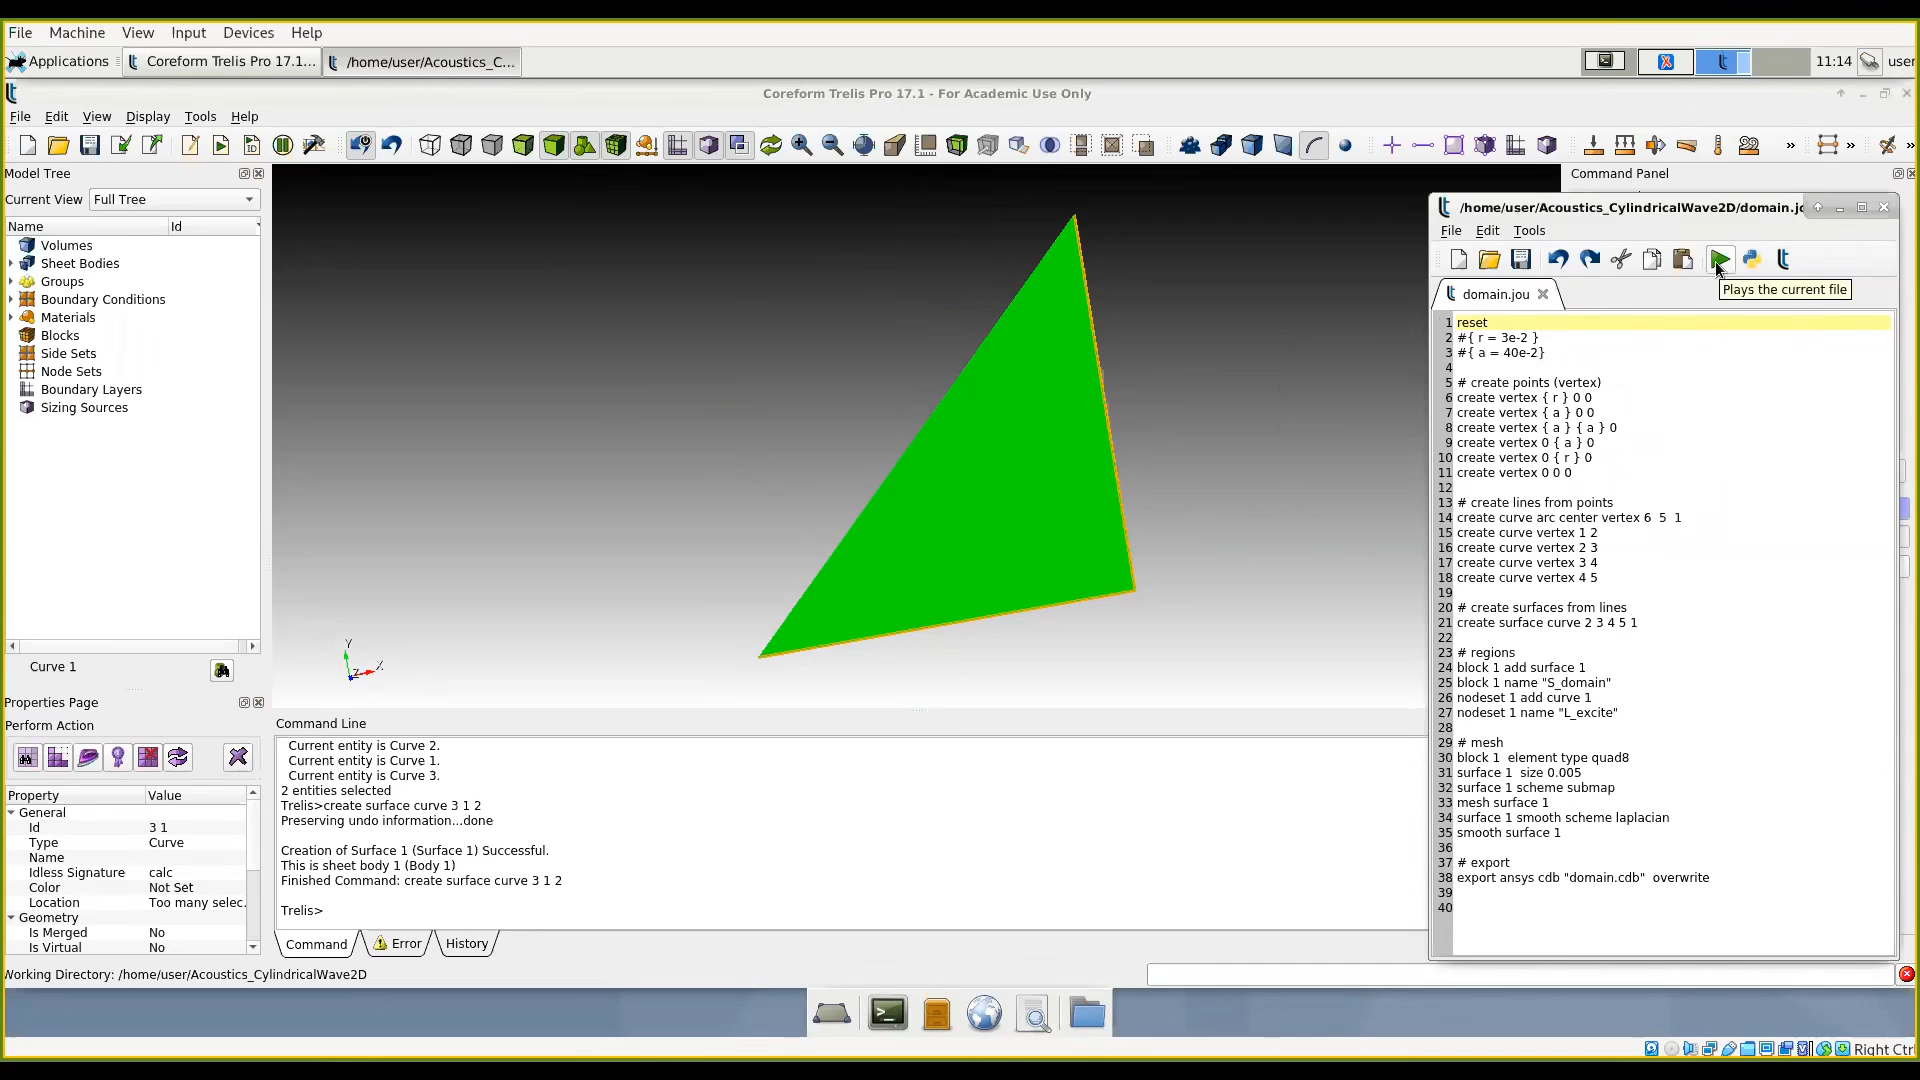 File Machine View Input Devices Help
Applications Coreform Trelis Pro 17.1... /home/user/Acoustics_C... 11:14 user
Coreform Trelis Pro 17.1 - For Academic Use Only
File Edit View Display Tools Help
Model Tree
Current View Full Tree
Name Id
Volumes
Sheet Bodies
Groups
Boundary Conditions
Materials
Blocks
Side Sets
Node Sets
Boundary Layers
Sizing Sources
Curve 1
Properties Page
Perform Action
Property Value
General
Id 3 1
Type Curve
Name
Idless Signature calc
Color Not Set
Location Too many selec.
Geometry
Is Merged No
Is Virtual No
Y
Z X
Command Line
Current entity is Curve 2.
Current entity is Curve 1.
Current entity is Curve 3.
2 entities selected
Trelis>create surface curve 3 1 2
Preserving undo information...done
Creation of Surface 1 (Surface 1) Successful.
This is sheet body 1 (Body 1)
Finished Command: create surface curve 3 1 2
Trelis>
Command Error History
Working Directory: /home/user/Acoustics_CylindricalWave2D
Command Panel
/home/user/Acoustics_CylindricalWave2D/domain.jo
File Edit Tools
domain.jou
Plays the current file
1 reset
2 #{ r = 3e-2 }
3 #{ a = 40e-2}
4
5 # create points (vertex)
6 create vertex { r } 0 0
7 create vertex { a } 0 0
8 create vertex { a } { a } 0
9 create vertex 0 { a } 0
10 create vertex 0 { r } 0
11 create vertex 0 0 0
12
13 # create lines from points
14 create curve arc center vertex 6 5 1
15 create curve vertex 1 2
16 create curve vertex 2 3
17 create curve vertex 3 4
18 create curve vertex 4 5
19
20 # create surfaces from lines
21 create surface curve 2 3 4 5 1
22
23 # regions
24 block 1 add surface 1
25 block 1 name "S_domain"
26 nodeset 1 add curve 1
27 nodeset 1 name "L_excite"
28
29 # mesh
30 block 1 element type quad8
31 surface 1 size 0.005
32 surface 1 scheme submap
33 mesh surface 1
34 surface 1 smooth scheme laplacian
35 smooth surface 1
36
37 # export
38 export ansys cdb "domain.cdb" overwrite
39
40
Right Ctrl